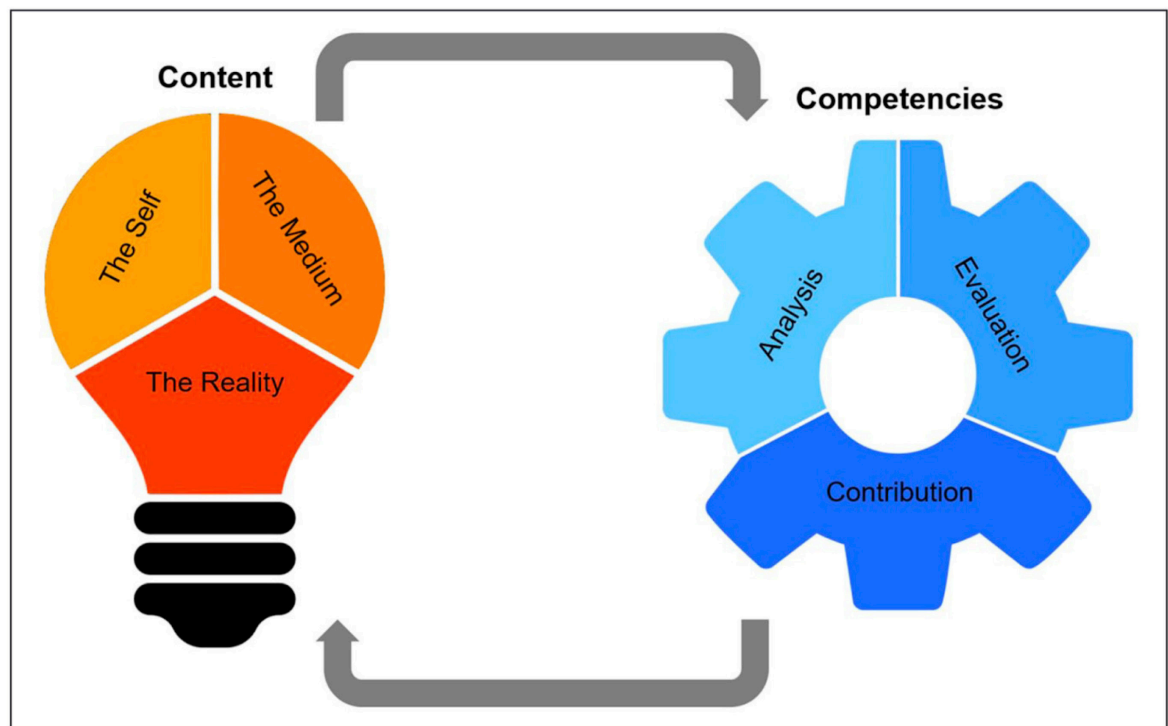 Content
The Self
The Medium
The Reality
Competencies
Analysis
Evaluation
Contribution